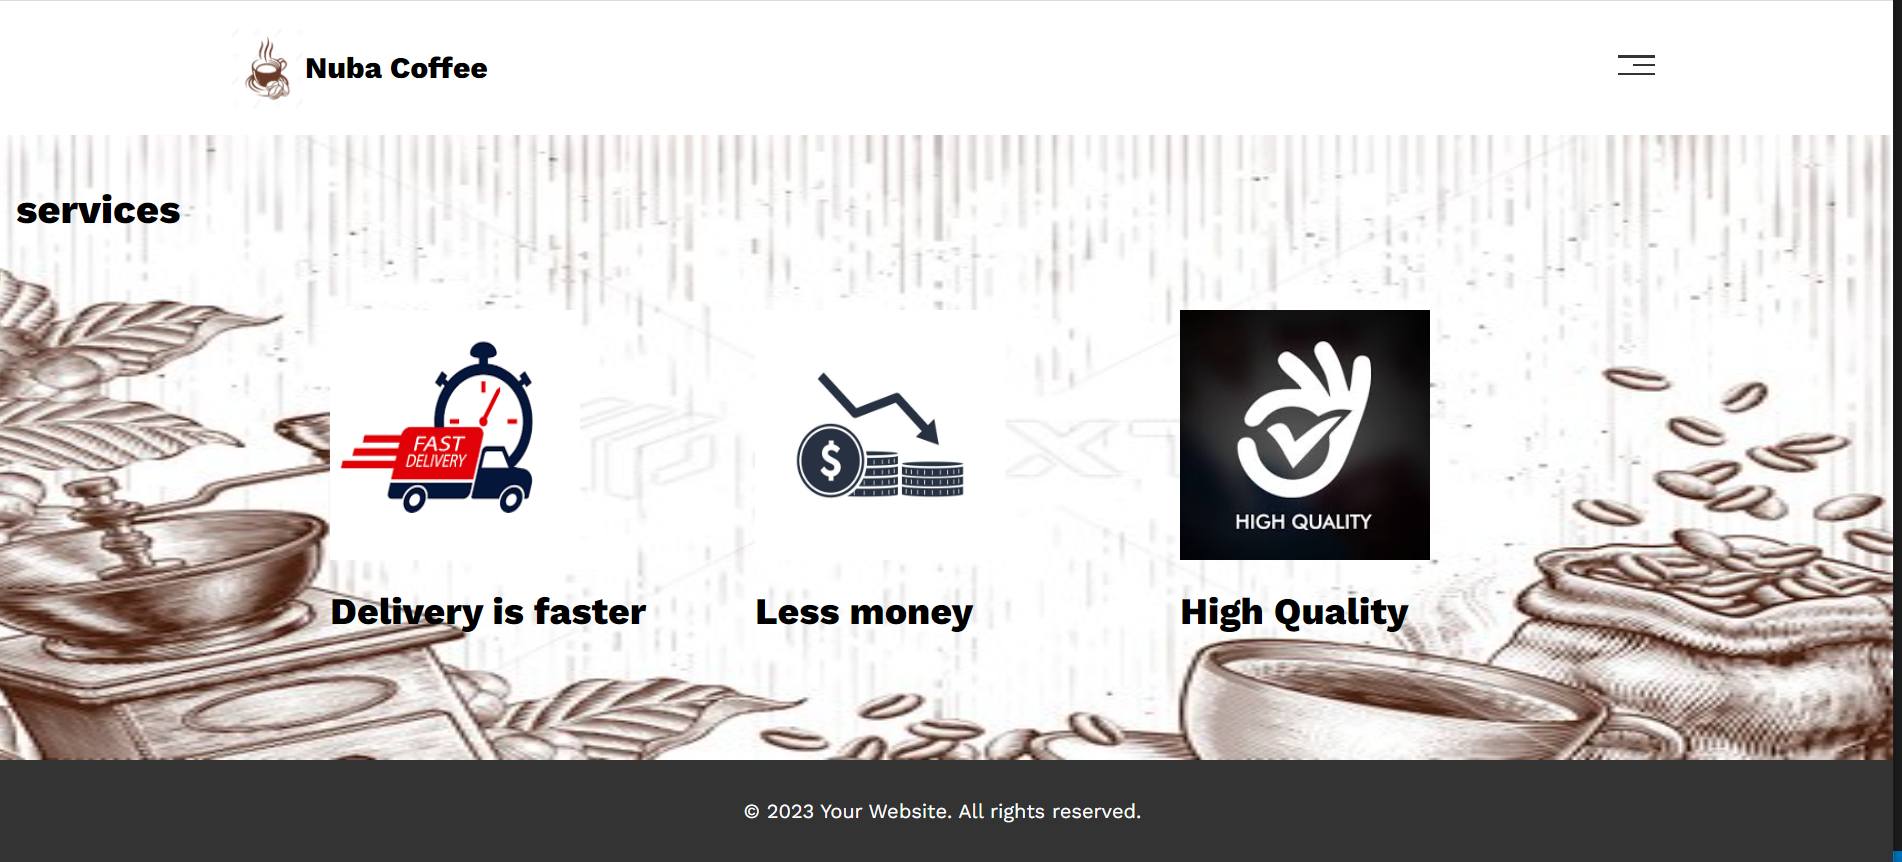 Nuba Coffee
services
FAST
DELIVERY
$
HIGH QUALITY
Delivery is faster
Less money
High Quality
© 2023 Your Website. All rights reserved.